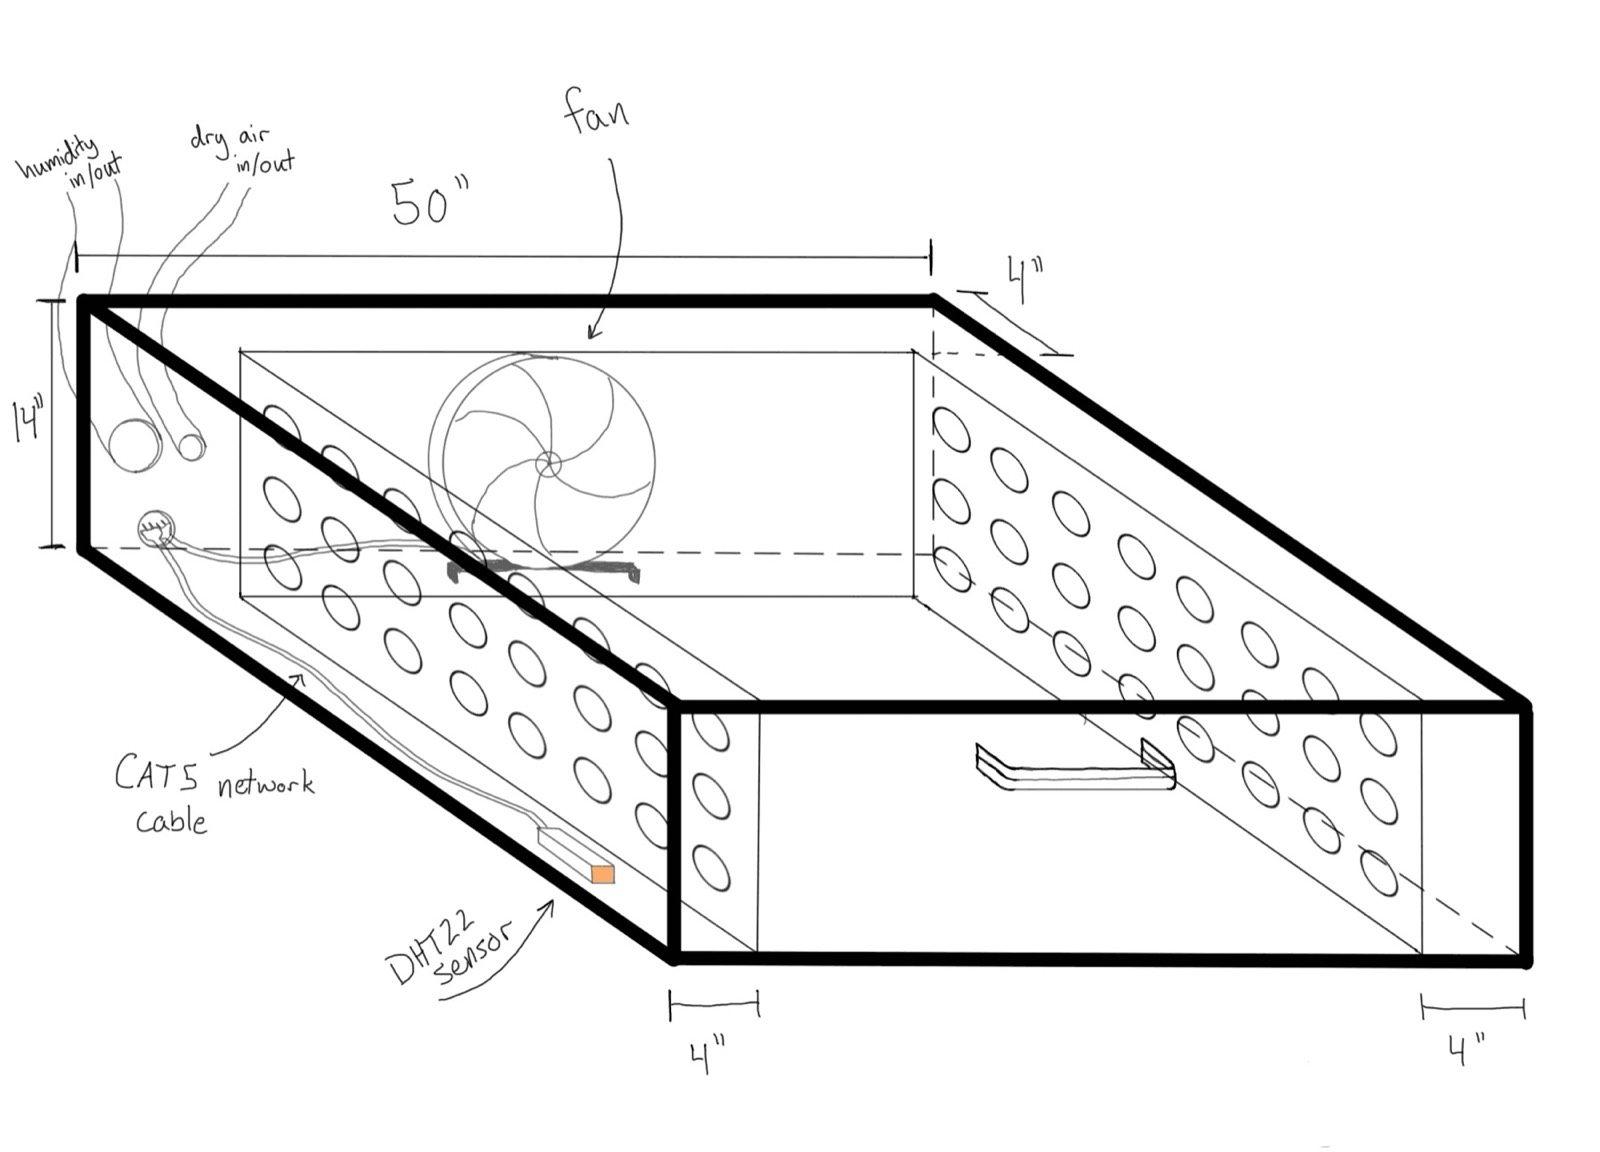 fan
humidity
in/out
dry air
in/out
50"
4"
14"
CAT5 network
cable
DHT22
sensor
4"
4"